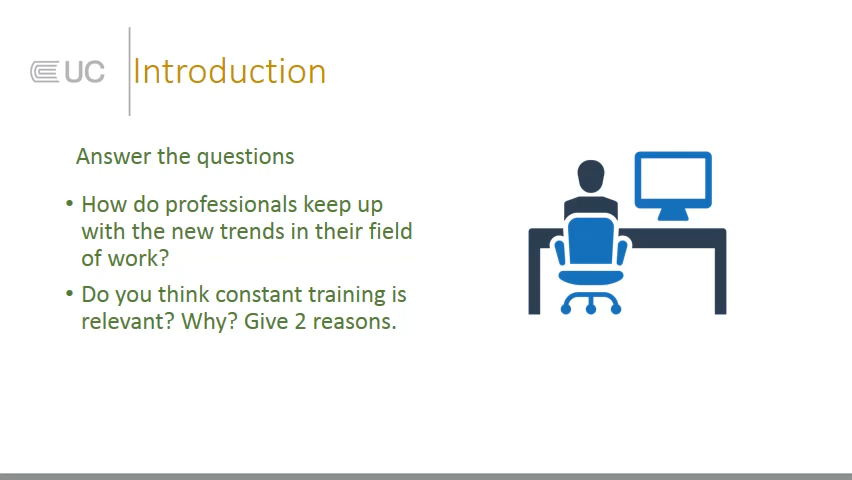 UC
Introduction
Answer the questions
• How do professionals keep up
with the new trends in their field
of work?
• Do you think constant training is
relevant? Why? Give 2 reasons.